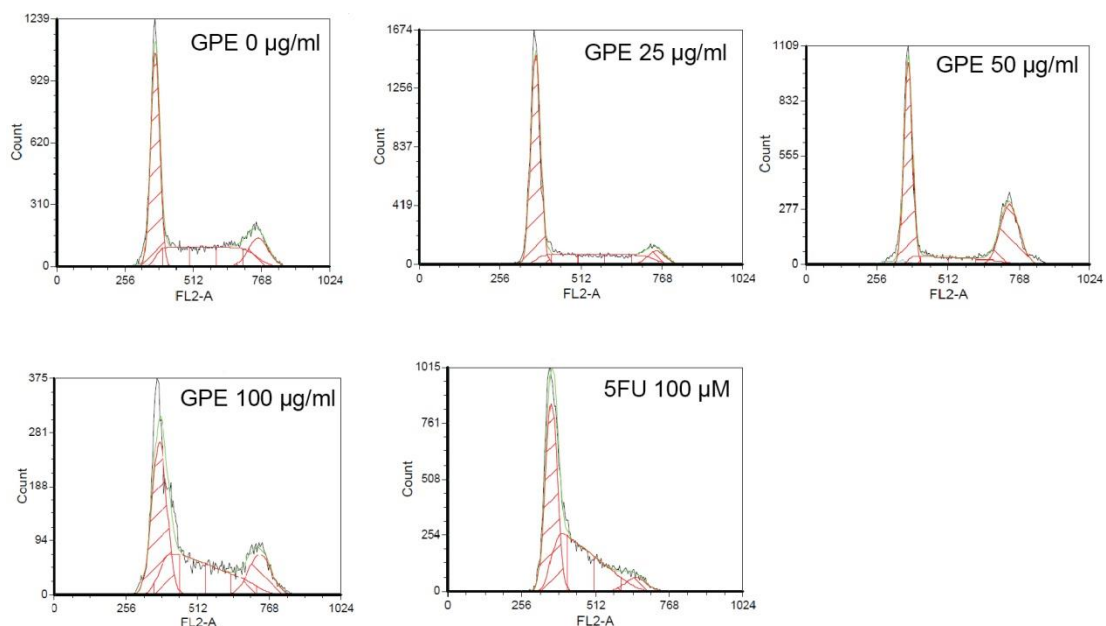 GPE 0 µg/ml
1239
929
620
310
0
Count
0 256 512 768 1024
FL2-A
GPE 25 µg/ml
1674
1256
837
419
0
Count
0 256 512 768 1024
FL2-A
GPE 50 µg/ml
1109
832
555
277
0
Count
0 256 512 768 1024
FL2-A
GPE 100 µg/ml
375
281
188
94
0
Count
0 256 512 768 1024
FL2-A
5FU 100 µM
1015
761
508
254
0
Count
0 256 512 768 1024
FL2-A